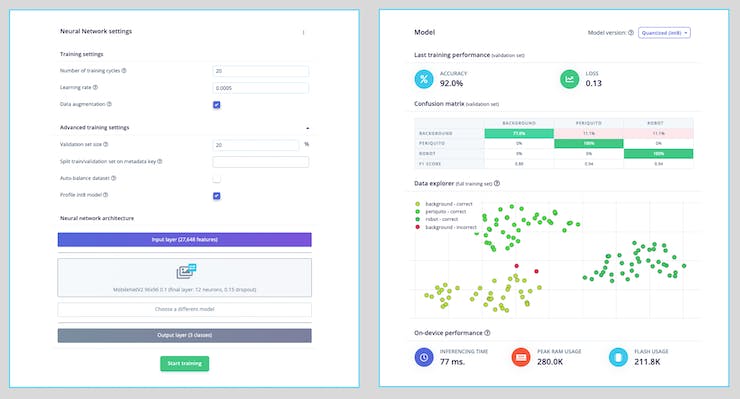 Neural Network settings
Training settings
Number of training cycles
20
Learning rate
0.0005
Data augmentation
Advanced training settings
Validation set size
20
%
Split train/validation set on metadata key
Auto-balance dataset
Profile int8 model
Neural network architecture
Input layer (27,648 features)
MobileNetV2 96x96 0.1 (final layer: 12 neurons, 0.15 dropout)
Choose a different model
Output layer (3 classes)
Start training
Model
Model version:
Quantized (int8)
Last training performance (validation set)
ACCURACY
92.0%
LOSS
0.13
Confusion matrix (validation set)
BACKGROUND PERIQUITO ROBOT
BACKGROUND 77.8% 11.1% 11.1%
PERIQUITO 0% 100% 0%
ROBOT 0% 0% 100%
F1 SCORE 0.88 0.94 0.94
Data explorer (full training set)
background - correct
periquito - correct
robot - correct
background - incorrect
On-device performance
INFERENCING TIME
77 ms.
PEAK RAM USAGE
280.0K
FLASH USAGE
211.8K